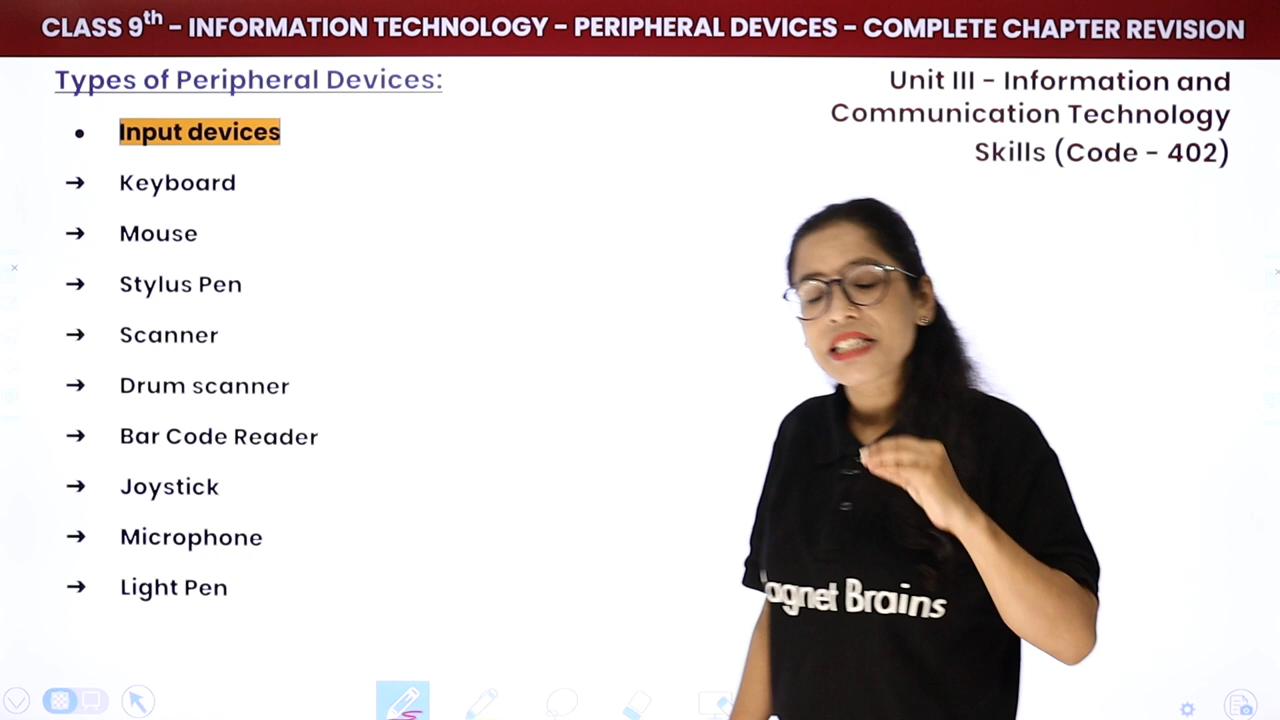 CLASS 9th - INFORMATION TECHNOLOGY - PERIPHERAL DEVICES - COMPLETE CHAPTER REVISION
Types of Peripheral Devices:
Unit III - Information and
Communication Technology
Skills (Code - 402)
• Input devices
→ Keyboard
→ Mouse
→ Stylus Pen
→ Scanner
→ Drum scanner
→ Bar Code Reader
→ Joystick
→ Microphone
→ Light Pen
agnet Brains